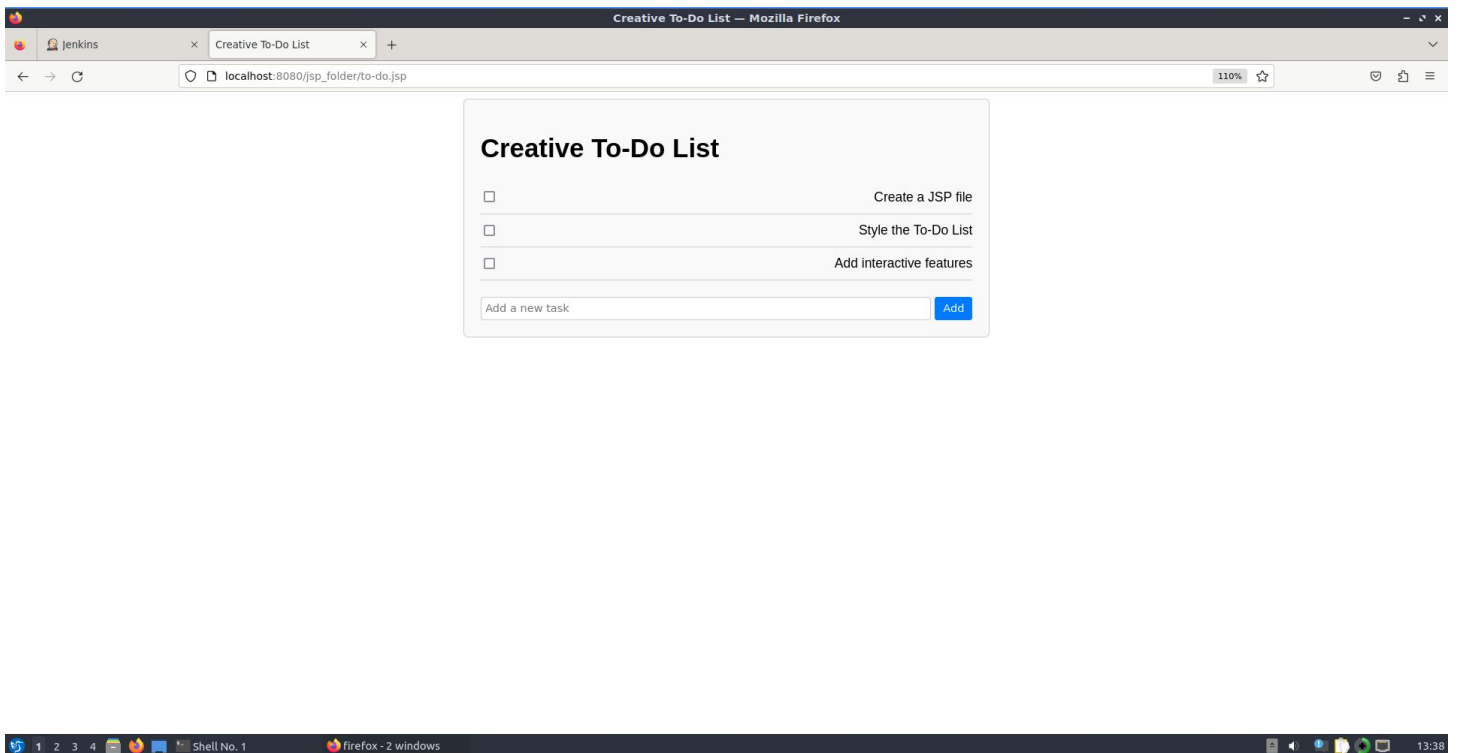 Creative To-Do List — Mozilla Firefox
Jenkins
Creative To-Do List
localhost:8080/jsp_folder/to-do.jsp
110%
Creative To-Do List
Create a JSP file
Style the To-Do List
Add interactive features
Add a new task
Add
1 2 3 4 Shell No. 1 firefox - 2 windows 13:38